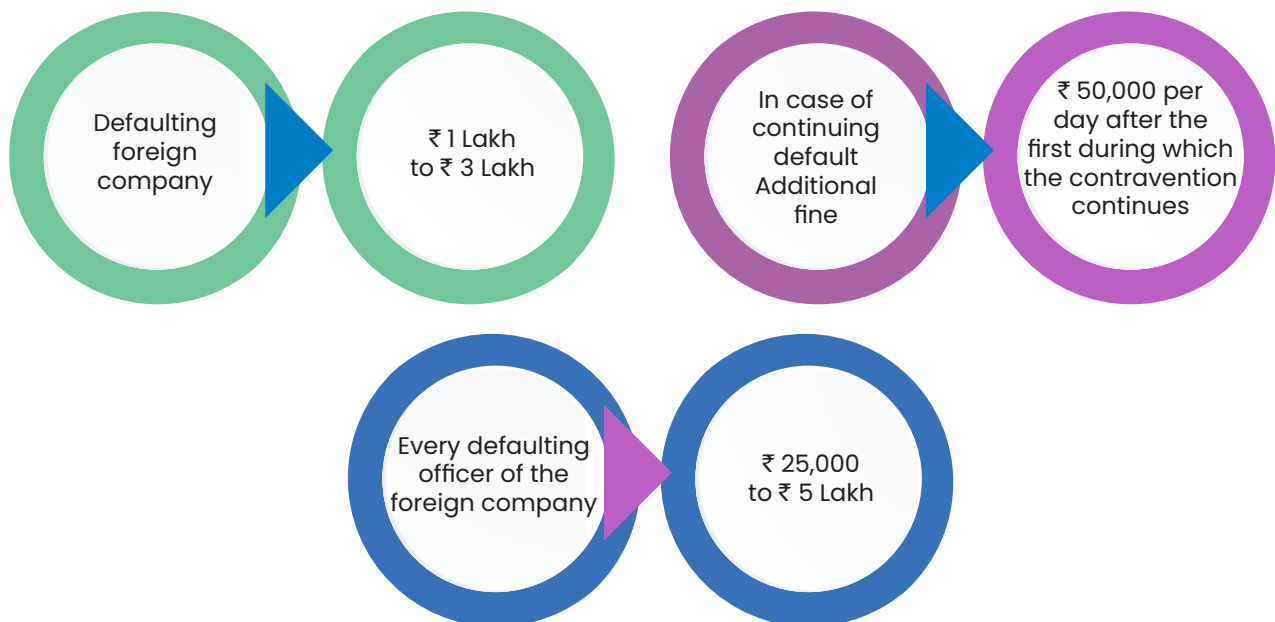 Defaulting
foreign
company
₹ 1 Lakh
to ₹ 3 Lakh
In case of
continuing
default
Additional
fine
₹ 50,000 per
day after the
first during which
the contravention
continues
Every defaulting
officer of the
foreign company
₹ 25,000
to ₹ 5 Lakh